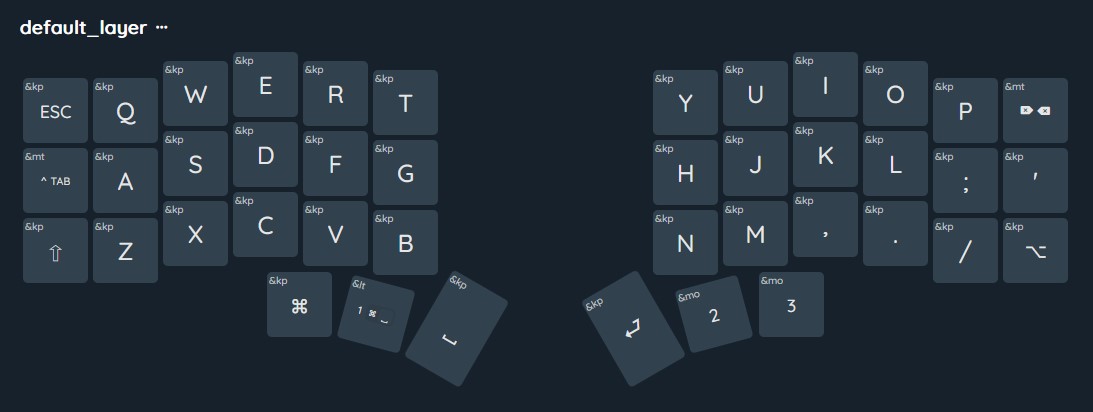 default_layer ···
&kp ESC &kp Q &kp W &kp E &kp R &kp T &kp Y &kp U &kp I &kp O &kp P &mt ⌦ ⌫
&mt ^ TAB &kp A &kp S &kp D &kp F &kp G &kp H &kp J &kp K &kp L &kp ; &kp '
&kp ⇧ &kp Z &kp X &kp C &kp V &kp B &kp N &kp M &kp , &kp . &kp / &kp ⌥
&kp ⌘ &lt 1 ⌘ ⎵ &kp ⎵ &kp ⏎ &mo 2 &mo 3